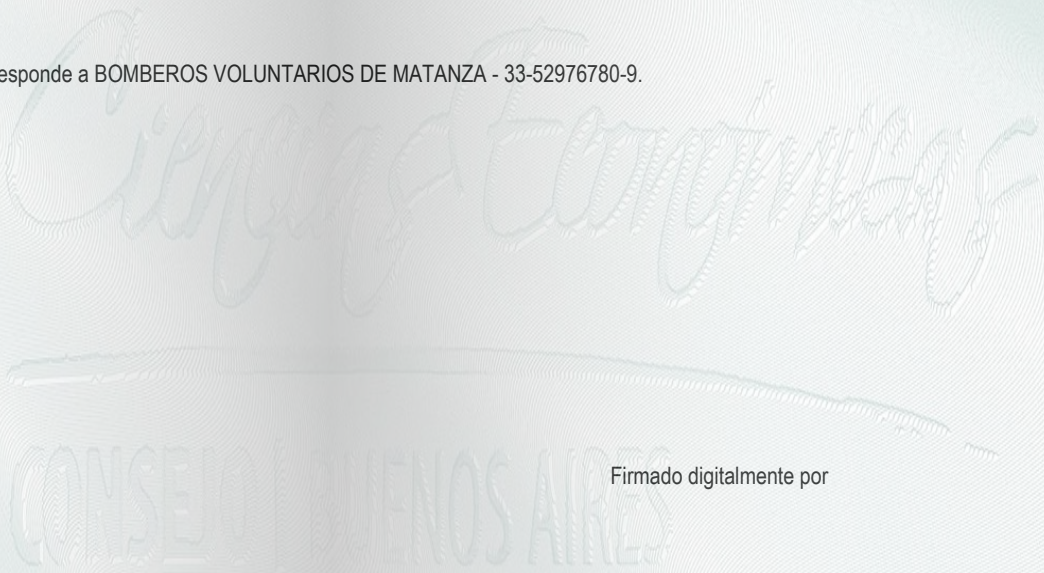 esponde a BOMBEROS VOLUNTARIOS DE MATANZA - 33-52976780-9.
Ciencias Económicas
CONSEJO BUENOS AIRES
Firmado digitalmente por